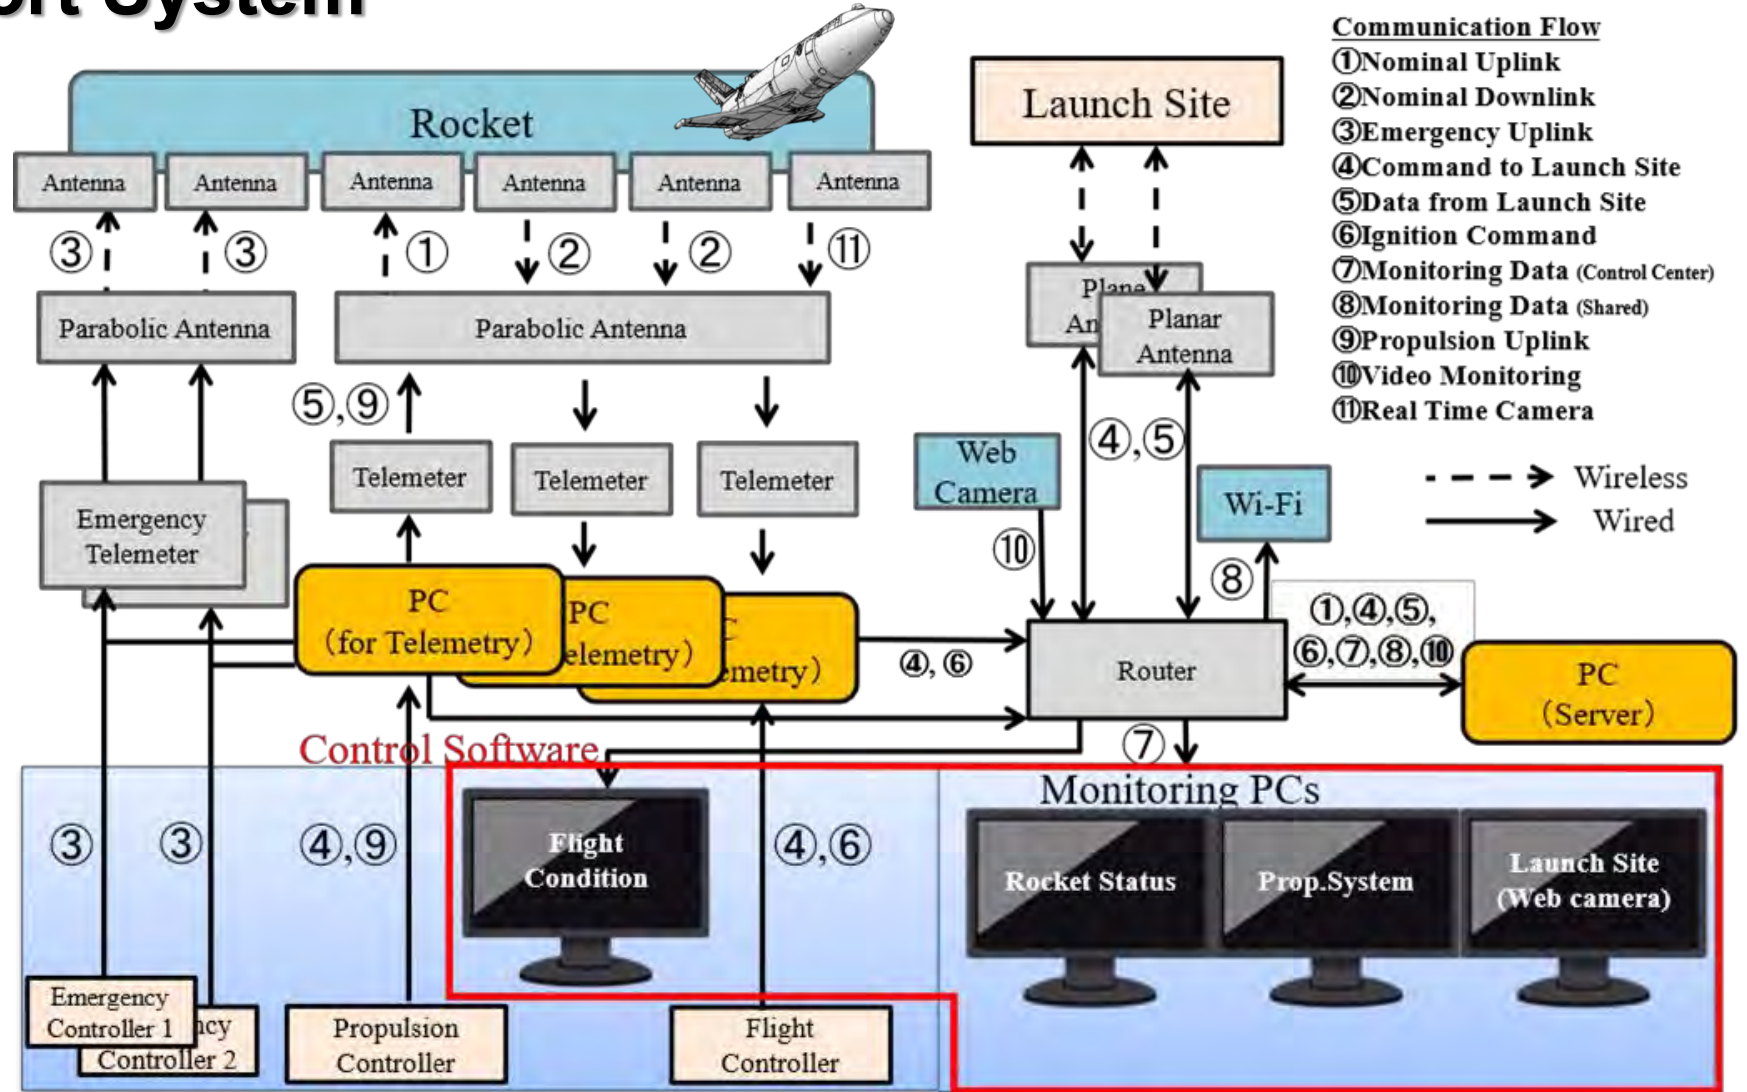 ort System
Rocket
Launch Site
Communication Flow
①Nominal Uplink
②Nominal Downlink
③Emergency Uplink
④Command to Launch Site
⑤Data from Launch Site
⑥Ignition Command
⑦Monitoring Data (Control Center)
⑧Monitoring Data (Shared)
⑨Propulsion Uplink
⑩Video Monitoring
⑪Real Time Camera
Wireless
Wired
Antenna
Antenna
Antenna
Antenna
Antenna
Antenna
③
③
①
②
②
⑪
Parabolic Antenna
Parabolic Antenna
Plane
An
Planar
Antenna
⑤,⑨
④,⑤
Telemeter
Telemeter
Telemeter
Web
Camera
Wi-Fi
⑩
⑧
Emergency
Telemeter
PC
(for Telemetry)
PC
elemetry)
C
emetry)
④,⑥
Router
①,④,⑤,
⑥,⑦,⑧,⑩
PC
(Server)
⑦
Control Software
Monitoring PCs
③
③
④,⑨
④,⑥
Flight
Condition
Rocket Status
Prop.System
Launch Site
(Web camera)
Emergency
Controller 1
ncy
Controller 2
Propulsion
Controller
Flight
Controller